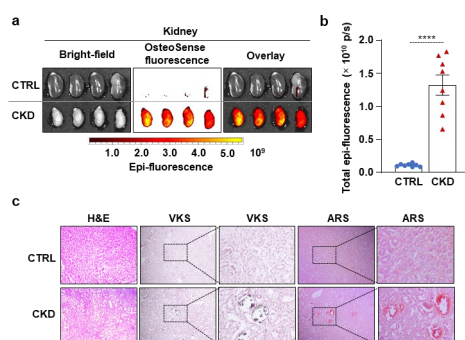 a
Kidney
Bright-field
OsteoSense fluorescence
Overlay
CTRL
CKD
1.0 2.0 3.0 4.0 5.0 10⁹
Epi-fluorescence
b
****
Total epi-fluorescence (× 10¹⁰ p/s)
2.0
1.5
1.0
0.5
0.0
CTRL CKD
c
H&E VKS VKS ARS ARS
CTRL
CKD